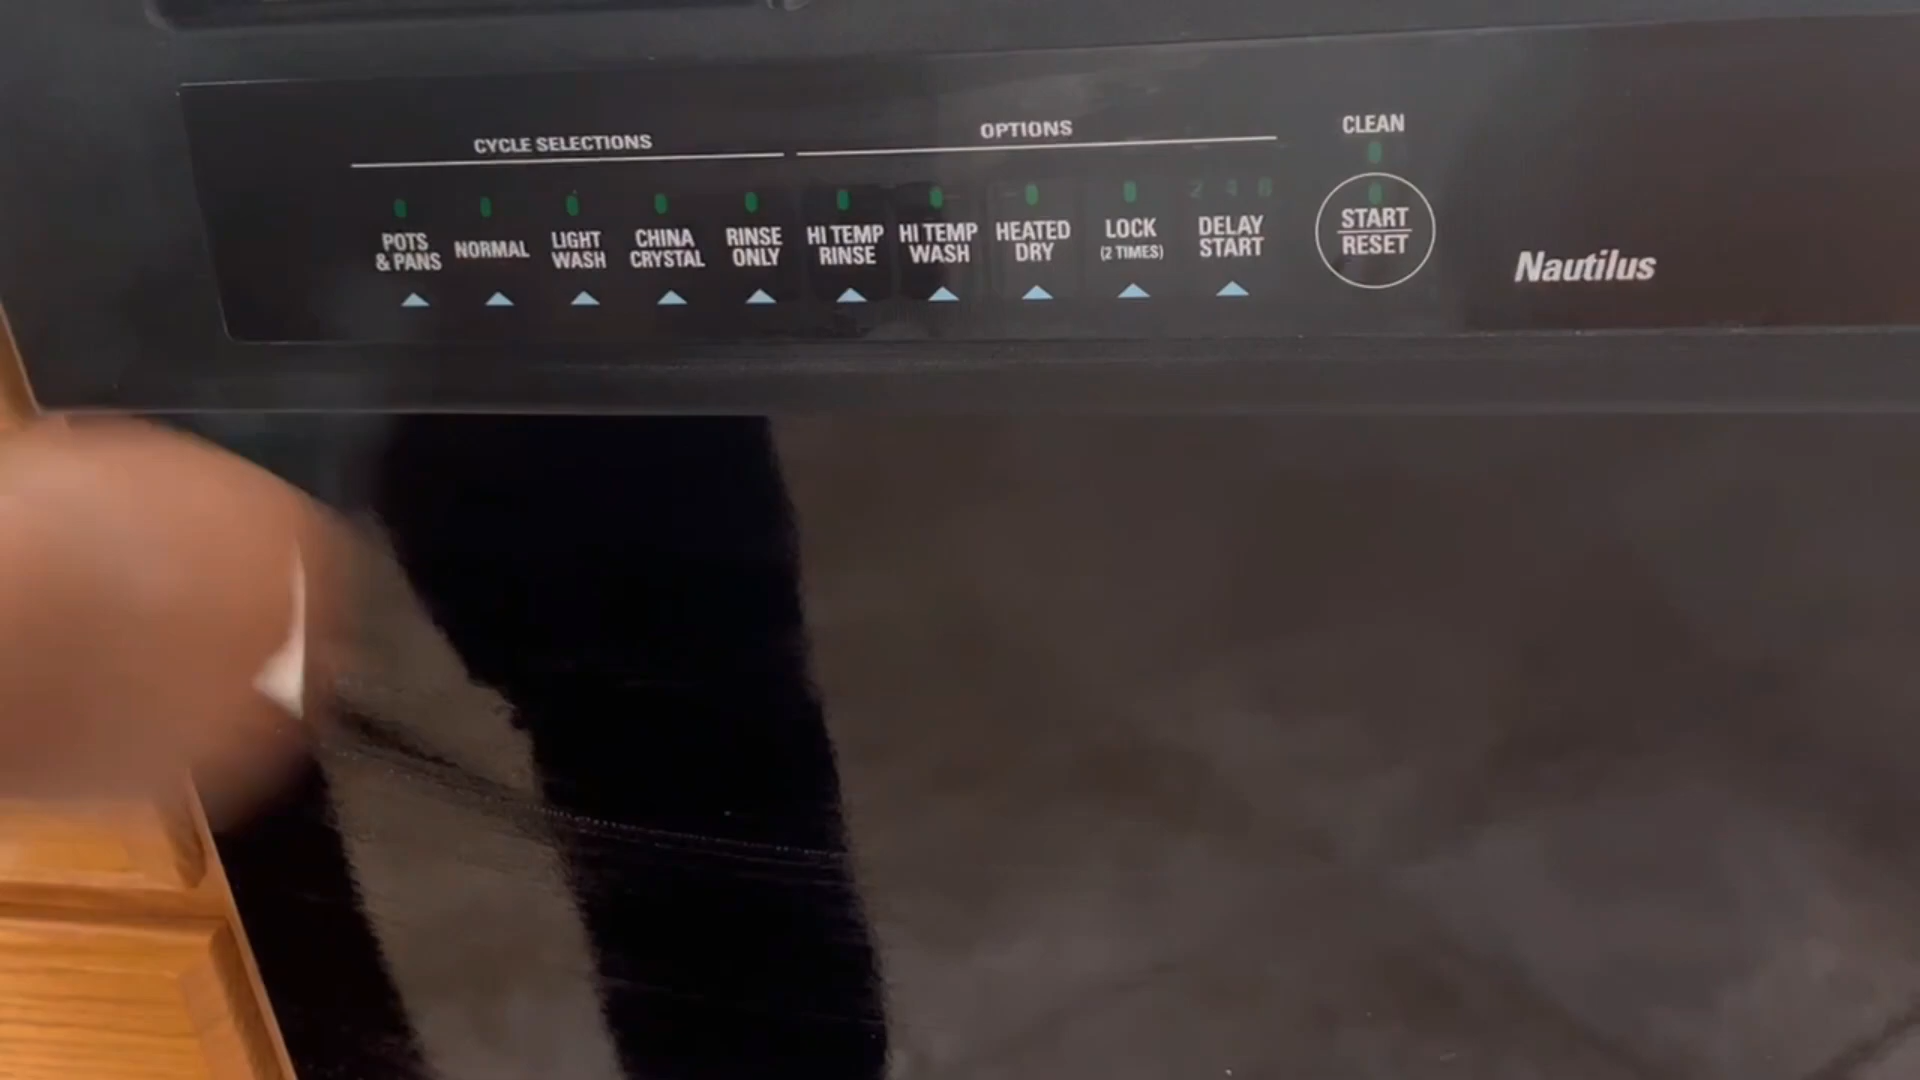 CYCLE SELECTIONS
OPTIONS
CLEAN
2 4 8
POTS
& PANS
NORMAL
LIGHT
WASH
CHINA
CRYSTAL
RINSE
ONLY
HI TEMP
RINSE
HI TEMP
WASH
HEATED
DRY
LOCK
(2 TIMES)
DELAY
START
START
RESET
Nautilus